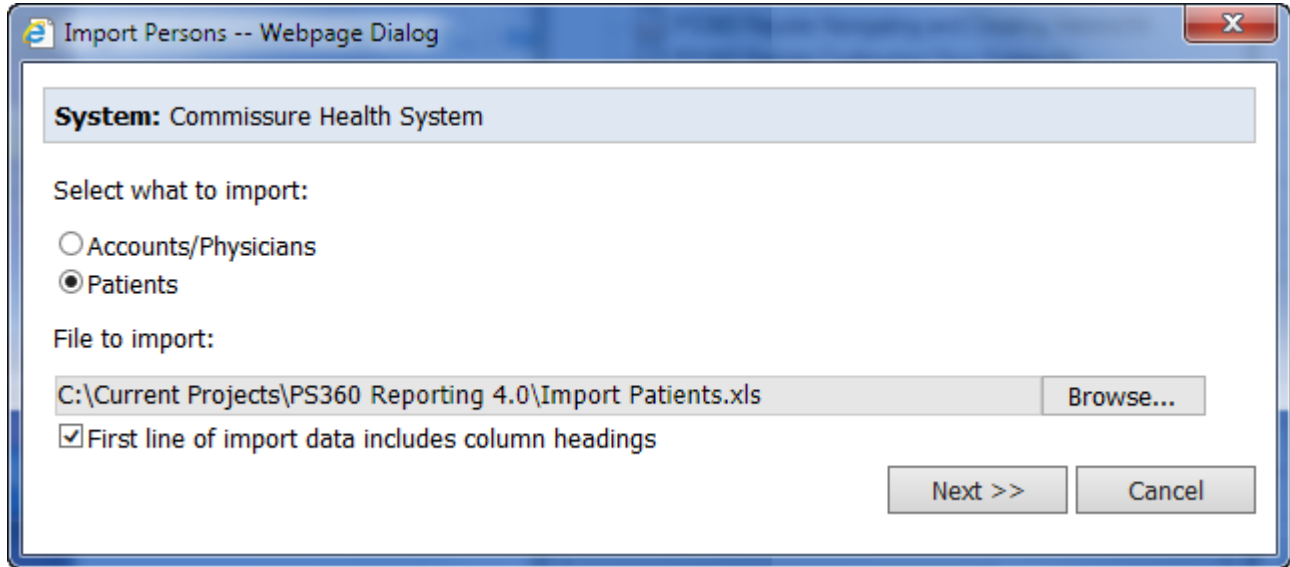 Import Persons -- Webpage Dialog
System: Commissure Health System
Select what to import:
Accounts/Physicians
Patients
File to import:
C:\Current Projects\PS360 Reporting 4.0\Import Patients.xls
Browse...
First line of import data includes column headings
Next >>
Cancel